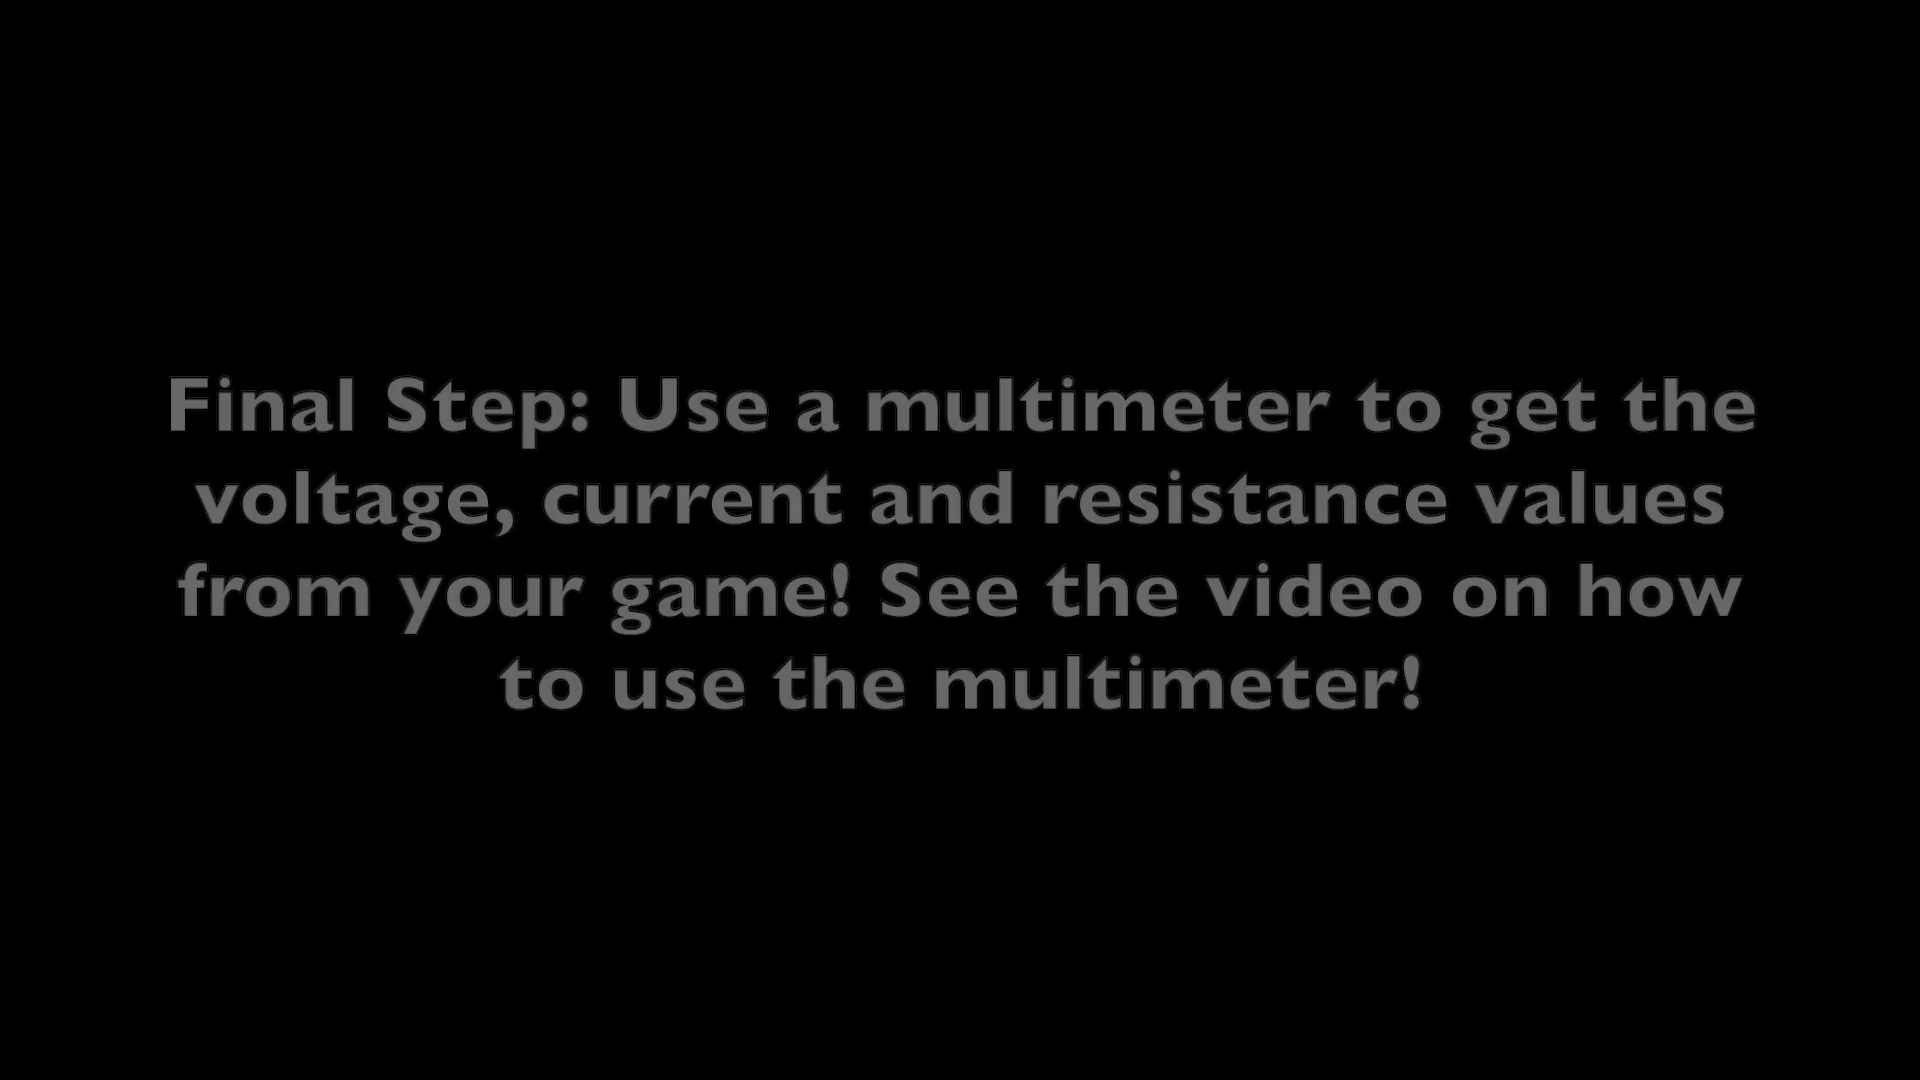 Final Step: Use a multimeter to get the
voltage, current and resistance values
from your game! See the video on how
to use the multimeter!